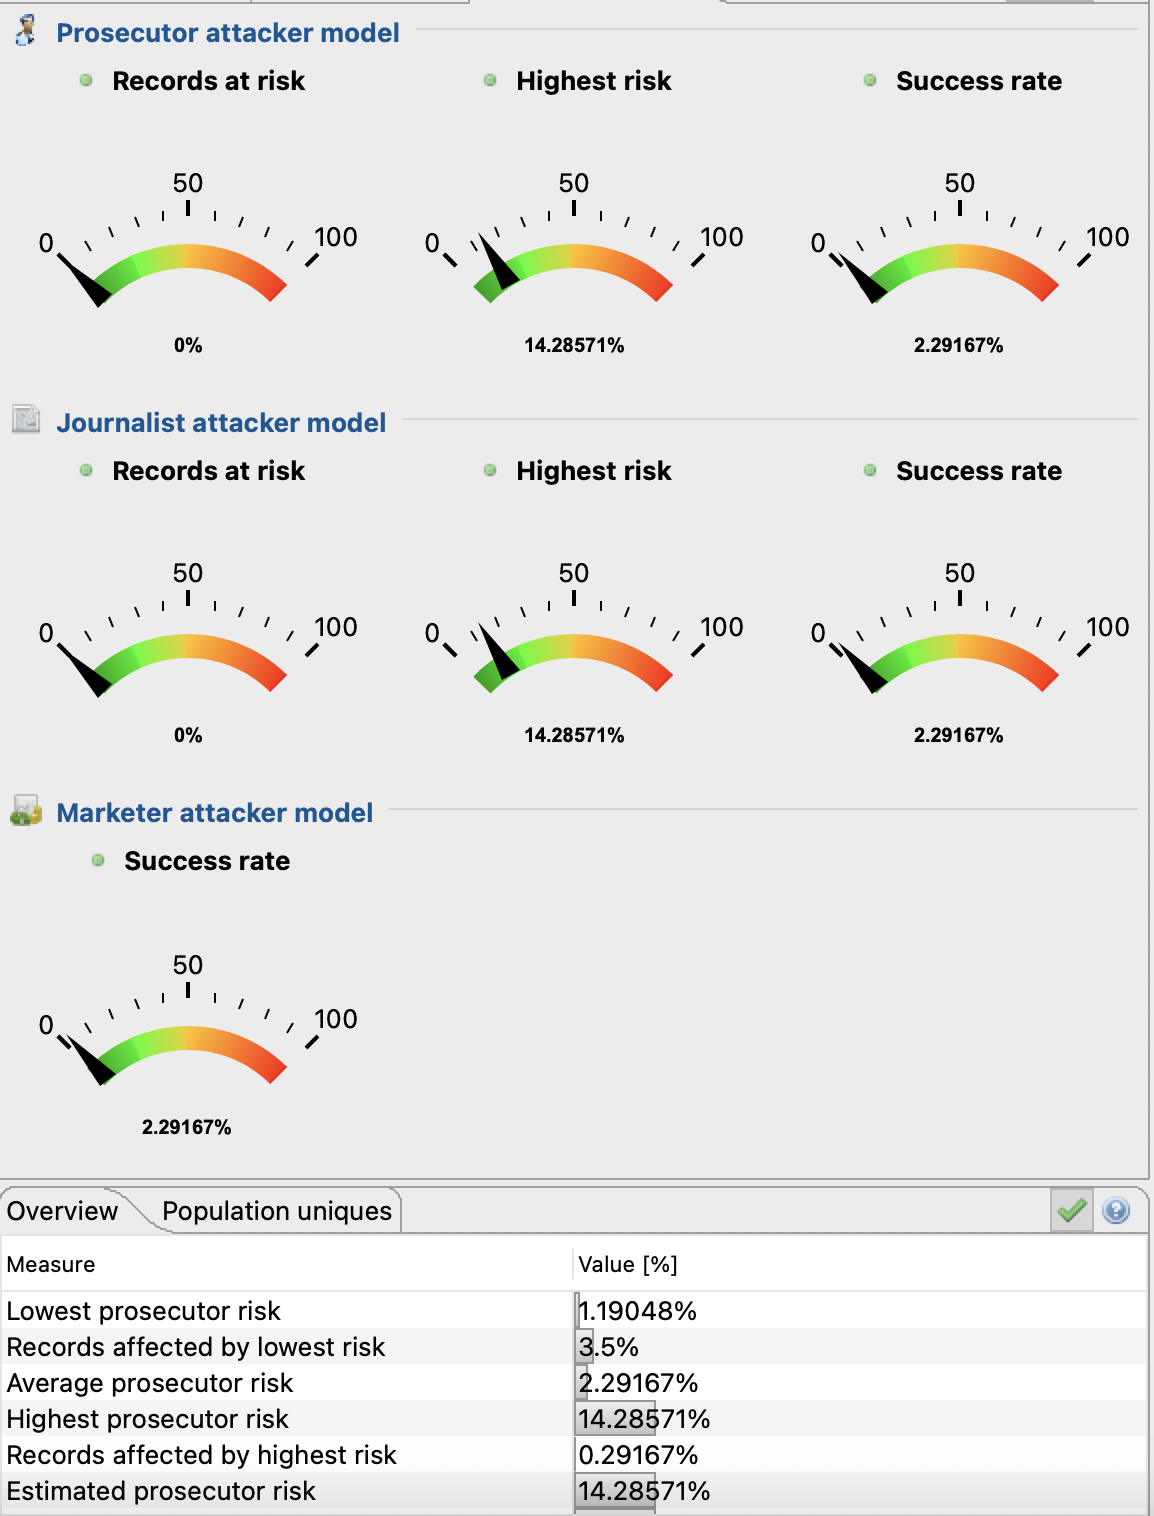 Prosecutor attacker model
Records at risk Highest risk Success rate
0 50 100 0 50 100 0 50 100
0% 14.28571% 2.29167%
Journalist attacker model
Records at risk Highest risk Success rate
0 50 100 0 50 100 0 50 100
0% 14.28571% 2.29167%
Marketer attacker model
Success rate
0 50 100
2.29167%
Overview Population uniques
Measure Value [%]
Lowest prosecutor risk 1.19048%
Records affected by lowest risk 3.5%
Average prosecutor risk 2.29167%
Highest prosecutor risk 14.28571%
Records affected by highest risk 0.29167%
Estimated prosecutor risk 14.28571%